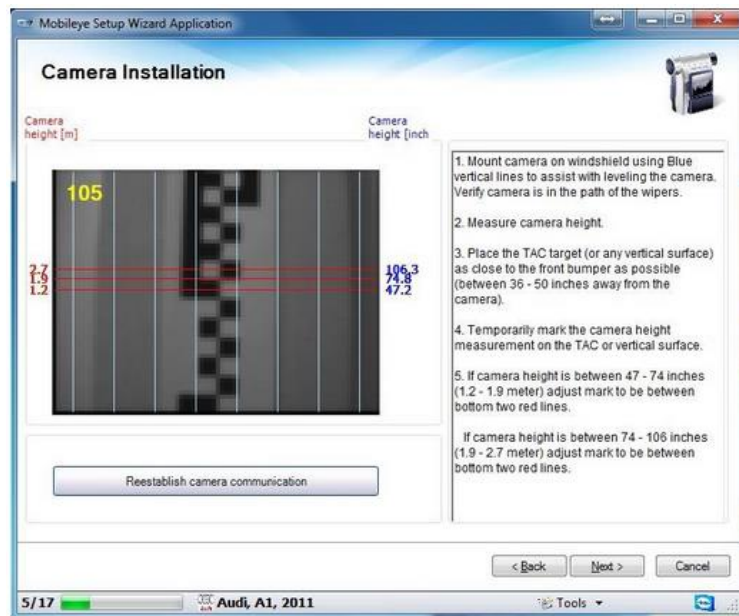 Mobileye Setup Wizard Application
Camera Installation
Camera
height [m]
Camera
height [inch
105
2.7
1.9
1.2
106.3
74.8
47.2
1. Mount camera on windshield using Blue
vertical lines to assist with leveling the camera.
Verify camera is in the path of the wipers.
2. Measure camera height.
3. Place the TAC target (or any vertical surface)
as close to the front bumper as possible
(between 36 - 50 inches away from the
camera).
4. Temporarily mark the camera height
measurement on the TAC or vertical surface.
5. If camera height is between 47 - 74 inches
(1.2 - 1.9 meter) adjust mark to be between
bottom two red lines.
If camera height is between 74 - 106 inches
(1.9 - 2.7 meter) adjust mark to be between
bottom two red lines.
Reestablish camera communication
< Back
Next >
Cancel
5/17
Audi, A1, 2011
Tools